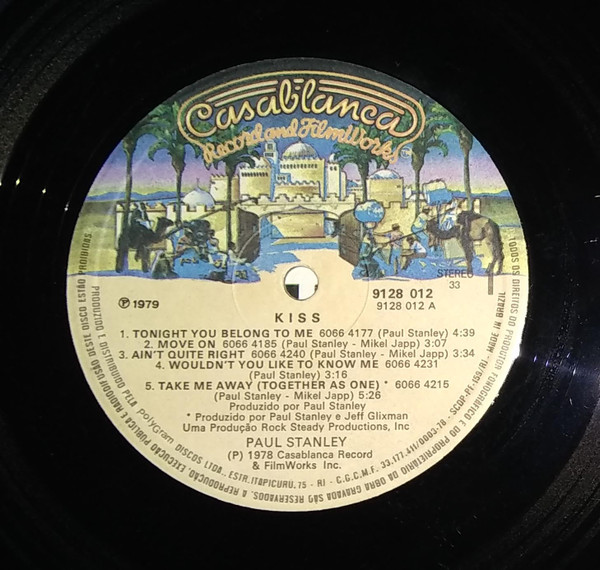 Casablanca
Record and FilmWorks
STEREO
33
℗ 1979
9128 012
9128 012 A
KISS
1. TONIGHT YOU BELONG TO ME 6066 4177 (Paul Stanley) 4:39
2. MOVE ON 6066 4185 (Paul Stanley - Mikel Japp) 3:07
3. AIN'T QUITE RIGHT 6066 4240 (Paul Stanley - Mikel Japp) 3:34
4. WOULDN'T YOU LIKE TO KNOW ME 6066 4231
(Paul Stanley) 3:16
5. TAKE ME AWAY (TOGETHER AS ONE) * 6066 4215
(Paul Stanley - Mikel Japp) 5:26
Produzido por Paul Stanley
* Produzido por Paul Stanley e Jeff Glixman
Uma Produção Rock Steady Productions, Inc
PAUL STANLEY
(P) 1978 Casablanca Record
& FilmWorks Inc.
TODOS OS DIREITOS DO PRODUTOR FONOGRÁFICO E DO PROPRIETÁRIO DA OBRA GRAVADA SÃO RESERVADOS. A REPRODUÇÃO, EXECUÇÃO PÚBLICA E RADIODIFUSÃO DESTE DISCO ESTÃO PROIBIDAS.
PRODUZIDO E DISTRIBUIDO PELA polyGram DISCOS LTDA., ESTR. ITAPICURU, 75 - RJ - C.G.C.M.F. 33.177.411/0003-78 - SCDP-PF-159/RJ - MADE IN BRAZIL